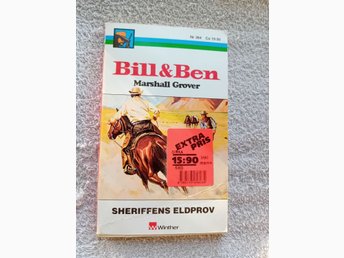 Bill&Ben
Marshall Grover
EXTRA
PRIS
15:90
SHERIFFENS ELDPROV
Winther